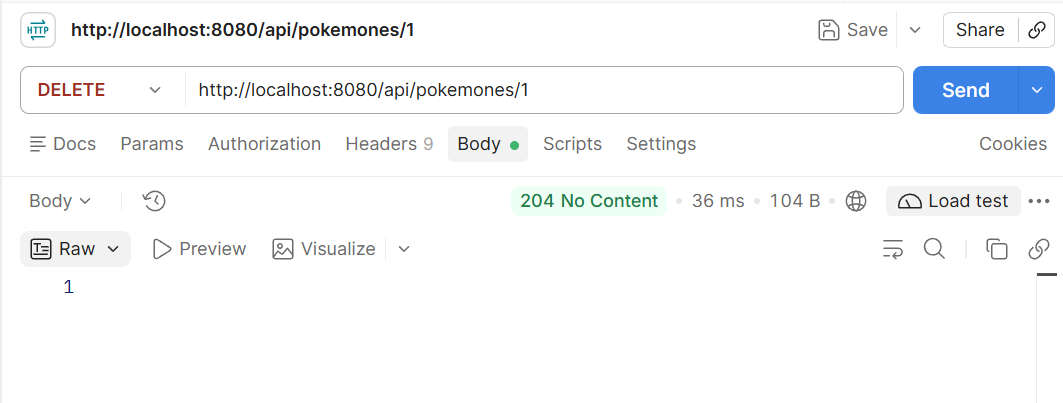 HTTP http://localhost:8080/api/pokemones/1 Save Share
DELETE http://localhost:8080/api/pokemones/1 Send
Docs Params Authorization Headers 9 Body Scripts Settings Cookies
Body 204 No Content 36 ms 104 B Load test
Raw Preview Visualize
1